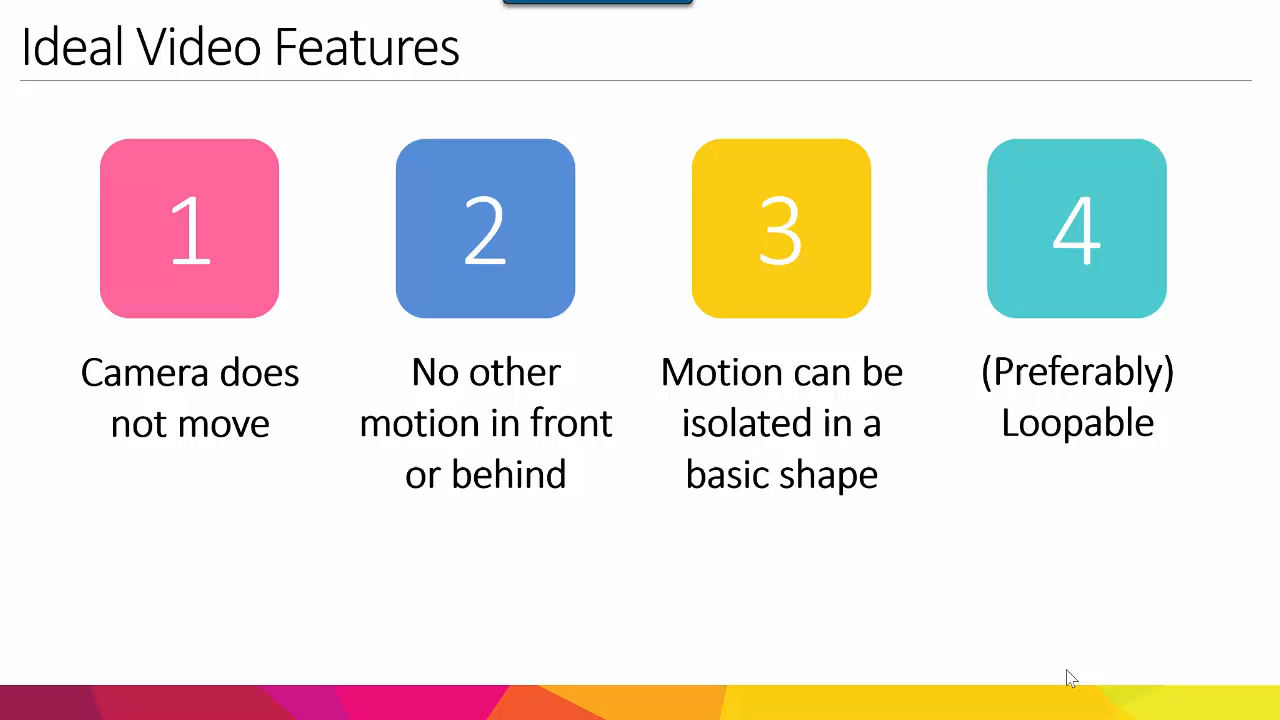 Ideal Video Features
1
2
3
4
Camera does
not move
No other
motion in front
or behind
Motion can be
isolated in a
basic shape
(Preferably)
Loopable